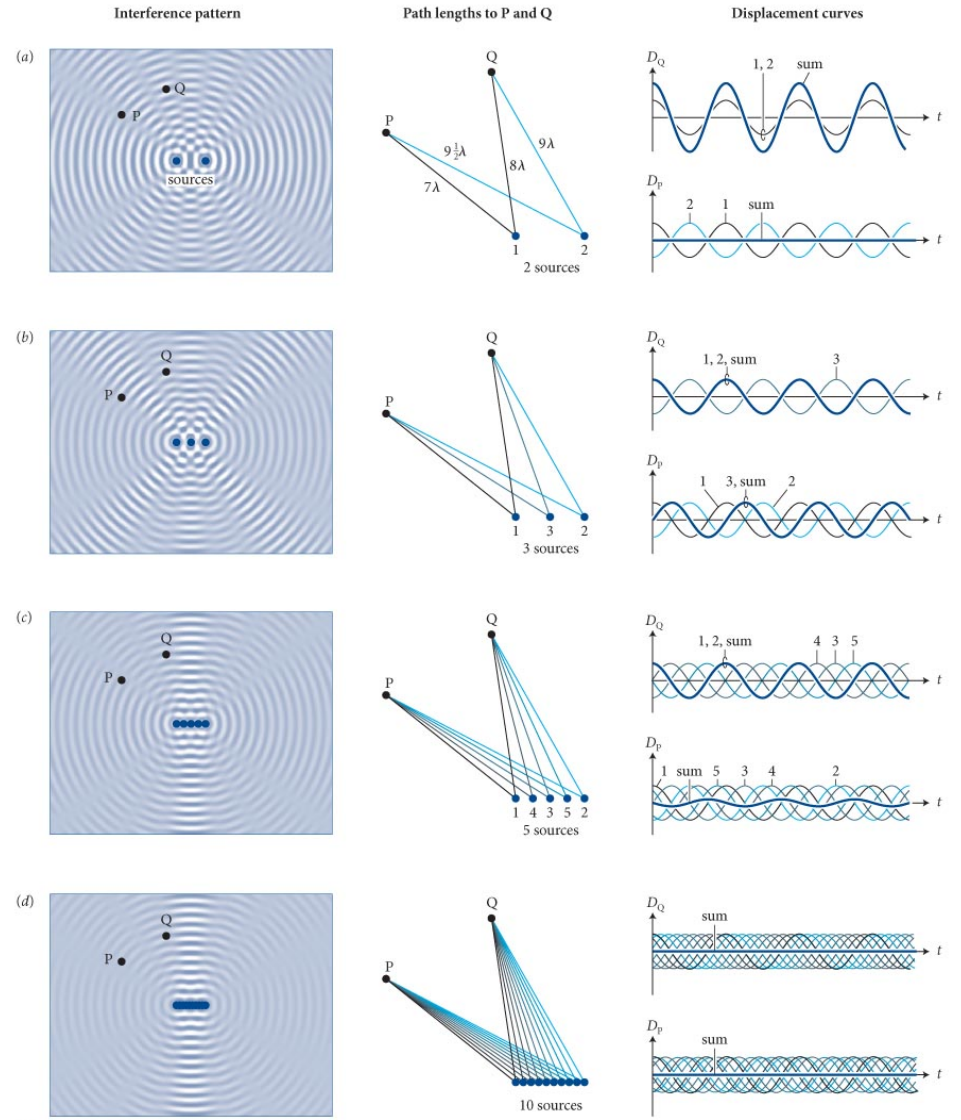 Interference pattern
Path lengths to P and Q
Displacement curves
(a)
Q
P
sources
Q
P
9 1/2 λ
9λ
8λ
7λ
1
2
2 sources
D_Q
1, 2
sum
t
D_P
2
1
sum
t
(b)
Q
P
Q
P
1
3
2
3 sources
D_Q
1, 2, sum
3
t
D_P
1
3, sum
2
t
(c)
Q
P
Q
P
1
4
3
5
2
5 sources
D_Q
1, 2, sum
4
3
5
t
D_P
1
sum
5
3
4
2
t
(d)
Q
P
Q
P
10 sources
D_Q
sum
t
D_P
sum
t